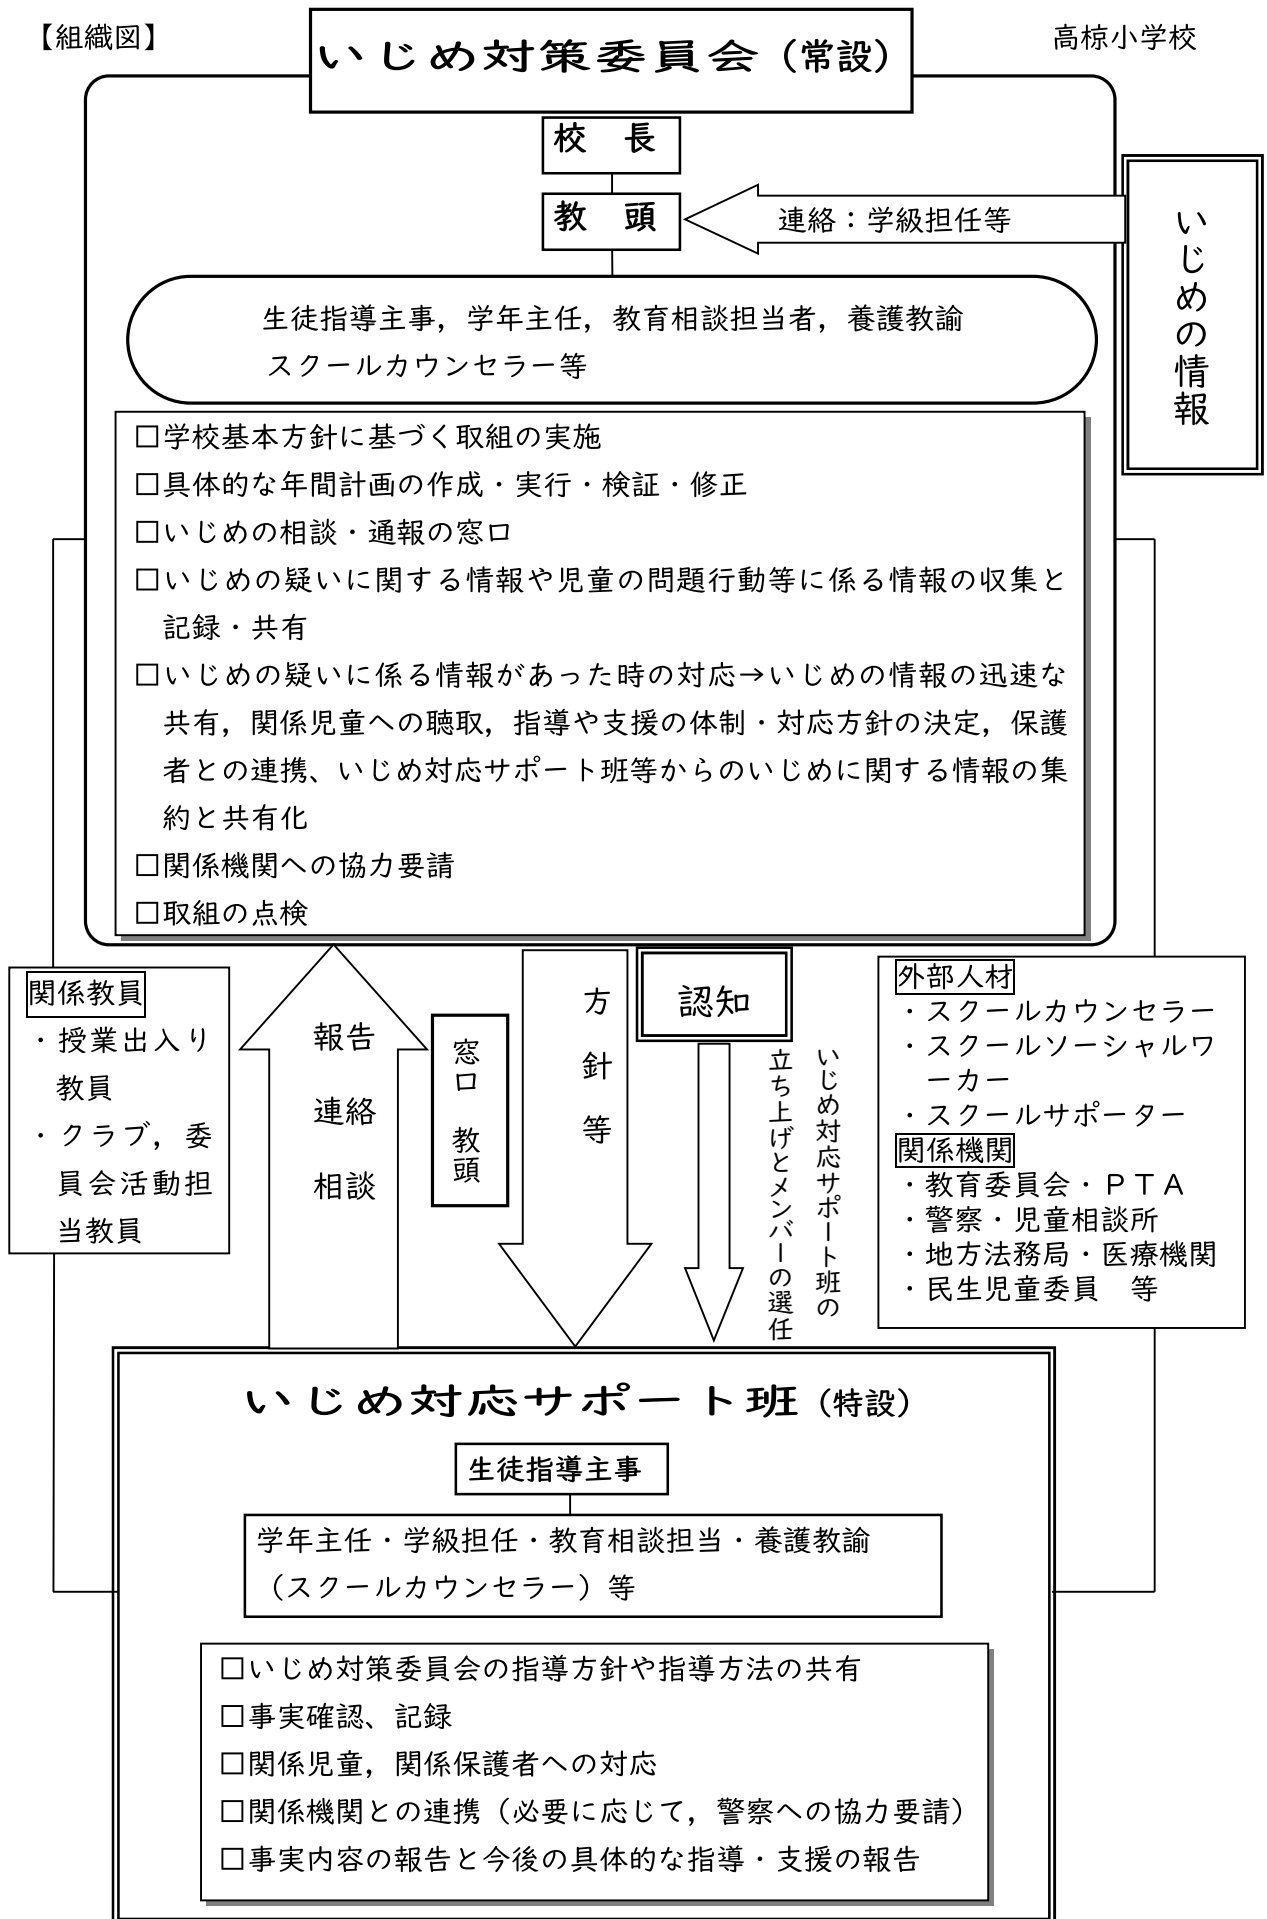 【組織図】
高椋小学校
いじめ対策委員会（常設）
校　長
教　頭
連絡：学級担任等
いじめの情報
生徒指導主事，学年主任，教育相談担当者，養護教諭
スクールカウンセラー等
□学校基本方針に基づく取組の実施
□具体的な年間計画の作成・実行・検証・修正
□いじめの相談・通報の窓口
□いじめの疑いに関する情報や児童の問題行動等に係る情報の収集と
記録・共有
□いじめの疑いに係る情報があった時の対応→いじめの情報の迅速な
共有，関係児童への聴取，指導や支援の体制・対応方針の決定，保護
者との連携、いじめ対応サポート班等からのいじめに関する情報の集
約と共有化
□関係機関への協力要請
□取組の点検
関係教員
・授業出入り
教員
・クラブ，委
員会活動担
当教員
報告
連絡
相談
窓口　教頭
方針等
認知
いじめ対応サポート班の
立ち上げとメンバーの選任
外部人材
・スクールカウンセラー
・スクールソーシャルワ
ーカー
・スクールサポーター
関係機関
・教育委員会・ＰＴＡ
・警察・児童相談所
・地方法務局・医療機関
・民生児童委員　等
いじめ対応サポート班（特設）
生徒指導主事
学年主任・学級担任・教育相談担当・養護教諭
（スクールカウンセラー）等
□いじめ対策委員会の指導方針や指導方法の共有
□事実確認、記録
□関係児童，関係保護者への対応
□関係機関との連携（必要に応じて，警察への協力要請）
□事実内容の報告と今後の具体的な指導・支援の報告